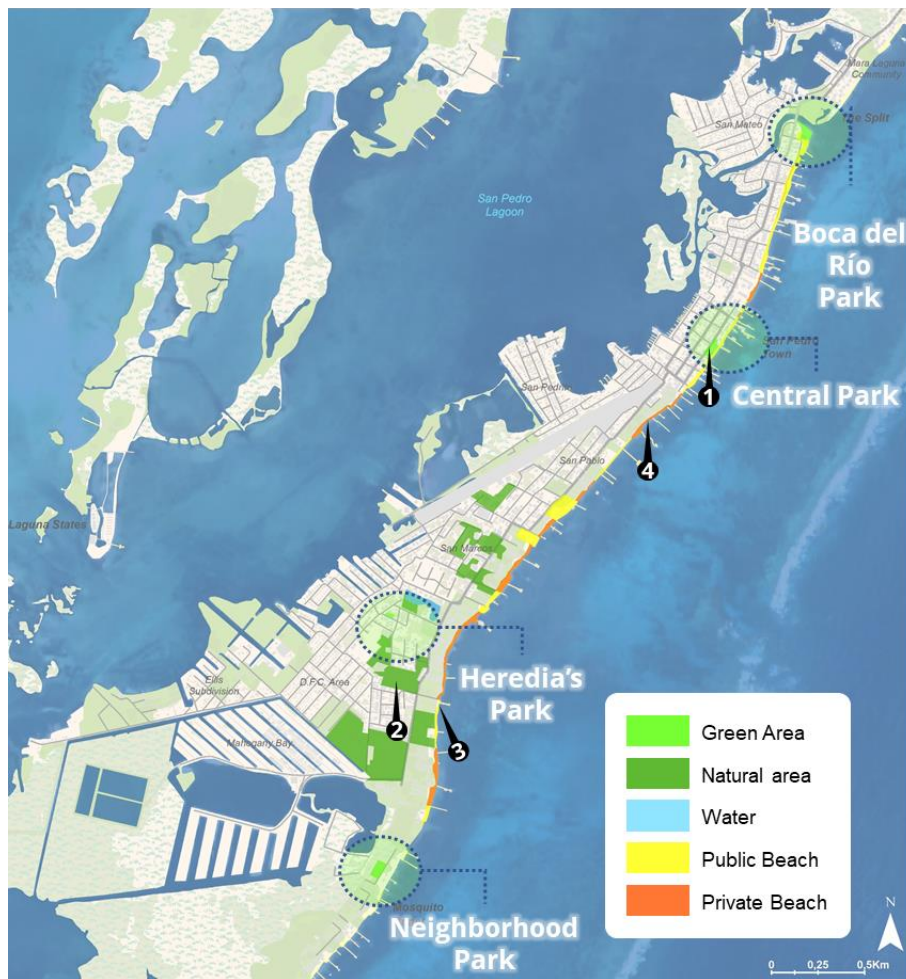 Mara Laguna
Community
The Split
San Mateo
San Pedro
Lagoon
Boca del
Río
Park
San Pedro
Town
Central Park
1
San Pedrito
4
San Pablo
Laguna States
San Marcos
Heredia's
Park
Ellis
Subdivision
D.F.C. Area
2
3
Mahogany Bay
Mosquito
Neighborhood
Park
Green Area
Natural area
Water
Public Beach
Private Beach
N
0 0,25 0,5Km